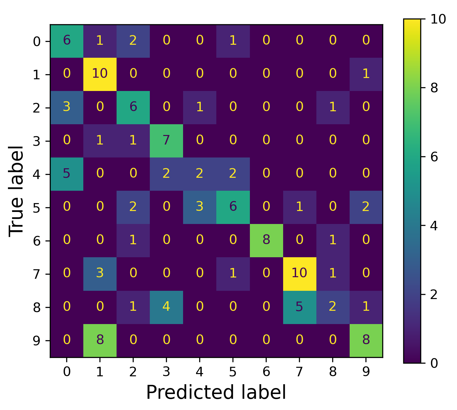 0 6 1 2 0 0 1 0 0 0 0
1 0 10 0 0 0 0 0 0 0 1
2 3 0 6 0 1 0 0 0 1 0
3 0 1 1 7 0 0 0 0 0 0
4 5 0 0 2 2 2 0 0 0 0
5 0 0 2 0 3 6 0 1 0 2
6 0 0 1 0 0 0 8 0 1 0
7 0 3 0 0 0 1 0 10 1 0
8 0 0 1 4 0 0 0 5 2 1
9 0 8 0 0 0 0 0 0 0 8
0 1 2 3 4 5 6 7 8 9
True label
Predicted label
10
8
6
4
2
0